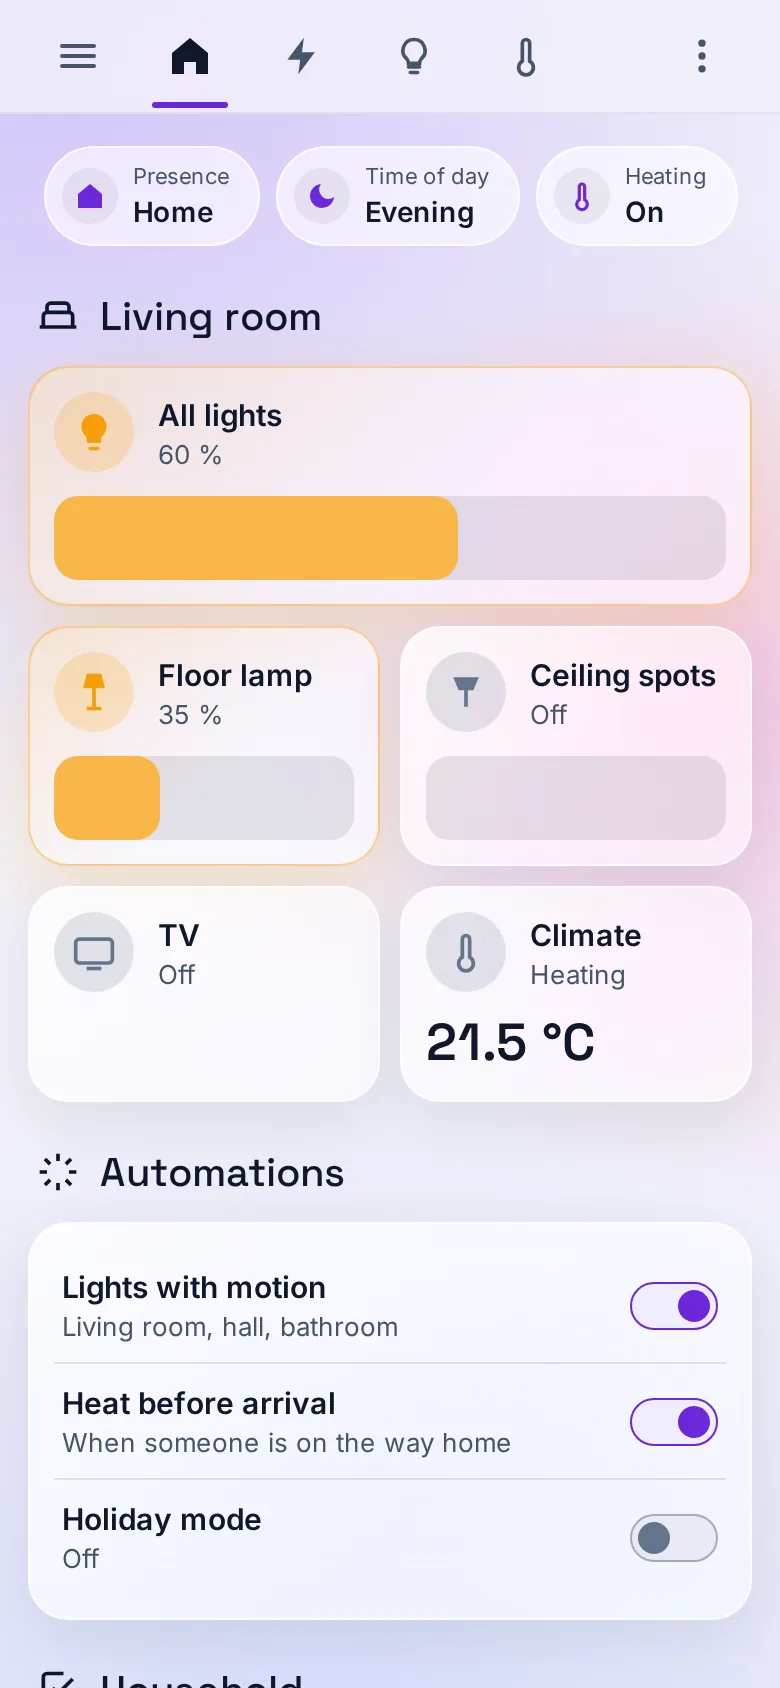 Presence
Home
Time of day
Evening
Heating
On
Living room
All lights
60 %
Floor lamp
35 %
Ceiling spots
Off
TV
Off
Climate
Heating
21.5 °C
Automations
Lights with motion
Living room, hall, bathroom
Heat before arrival
When someone is on the way home
Holiday mode
Off
Household